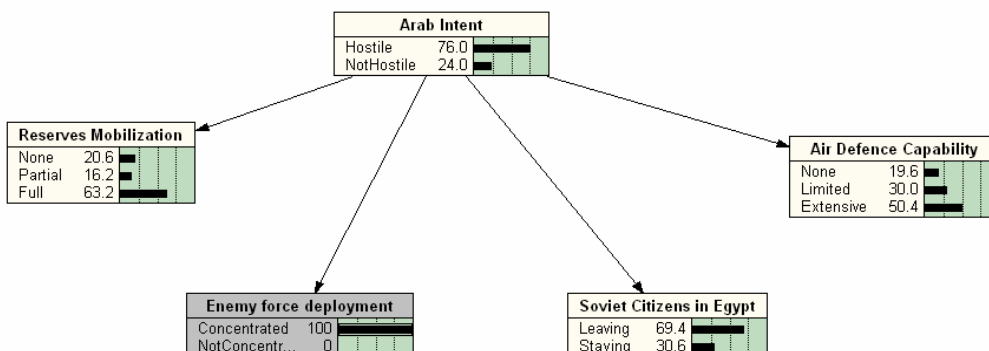 Arab Intent
Hostile 76.0
NotHostile 24.0
Reserves Mobilization
None 20.6
Partial 16.2
Full 63.2
Air Defence Capability
None 19.6
Limited 30.0
Extensive 50.4
Enemy force deployment
Concentrated 100
NotConcentr... 0
Soviet Citizens in Egypt
Leaving 69.4
Staying 30.6